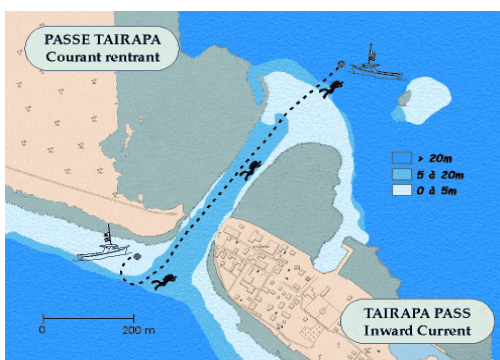 PASSE TAIRAPA
Courant rentrant
> 20m
5 à 20m
0 à 5m
0 200 m
TAIRAPA PASS
Inward Current